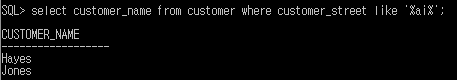 SQL> select customer_name from customer where customer_street like '%ai%';
CUSTOMER_NAME
------------------
Hayes
Jones